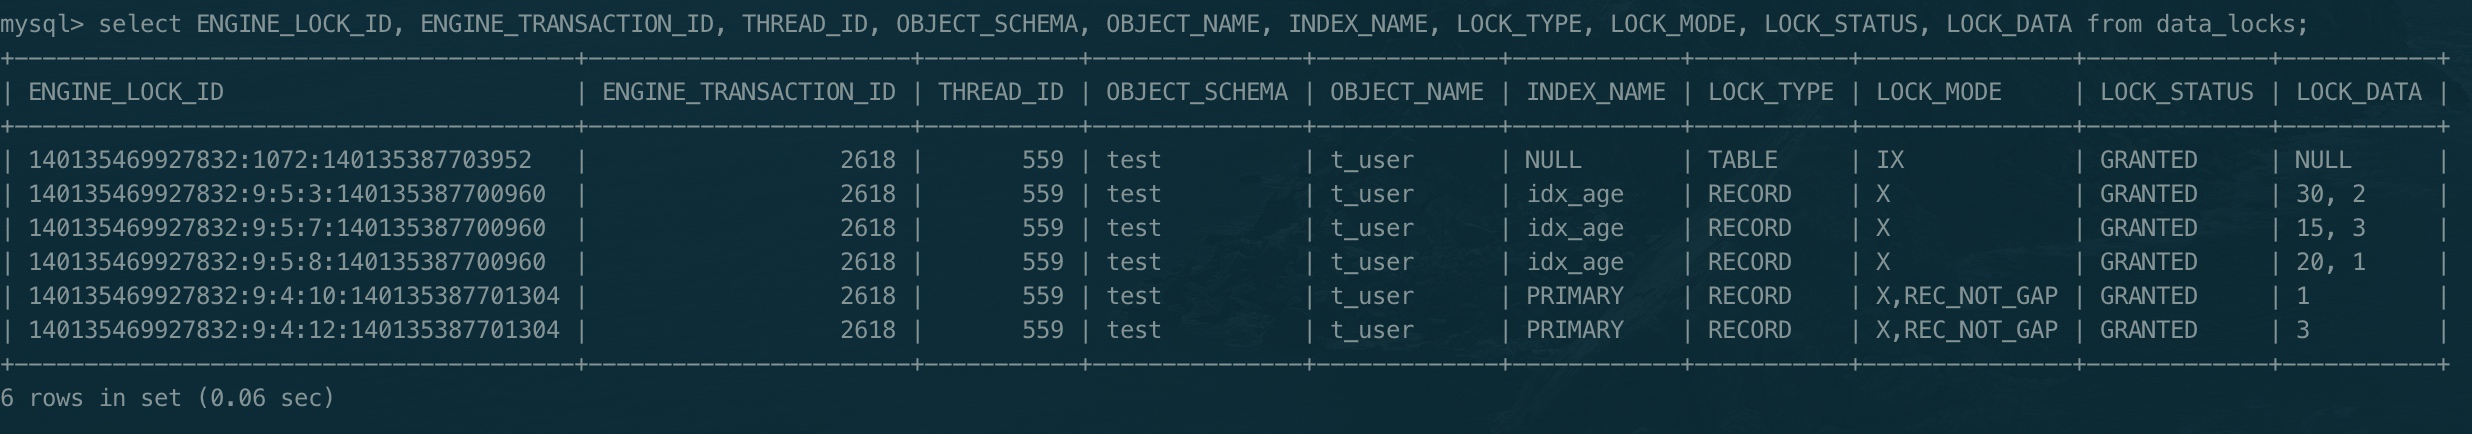 mysql> select ENGINE_LOCK_ID, ENGINE_TRANSACTION_ID, THREAD_ID, OBJECT_SCHEMA, OBJECT_NAME, INDEX_NAME, LOCK_TYPE, LOCK_MODE, LOCK_STATUS, LOCK_DATA from data_locks;
+----------------------------------------+-----------------------+-----------+---------------+-------------+------------+-----------+---------------+-------------+-----------+
| ENGINE_LOCK_ID                         | ENGINE_TRANSACTION_ID | THREAD_ID | OBJECT_SCHEMA | OBJECT_NAME | INDEX_NAME | LOCK_TYPE | LOCK_MODE     | LOCK_STATUS | LOCK_DATA |
+----------------------------------------+-----------------------+-----------+---------------+-------------+------------+-----------+---------------+-------------+-----------+
| 140135469927832:1072:140135387703952   |                  2618 |       559 | test          | t_user      | NULL       | TABLE     | IX            | GRANTED     | NULL      |
| 140135469927832:9:5:3:140135387700960  |                  2618 |       559 | test          | t_user      | idx_age    | RECORD    | X             | GRANTED     | 30, 2     |
| 140135469927832:9:5:7:140135387700960  |                  2618 |       559 | test          | t_user      | idx_age    | RECORD    | X             | GRANTED     | 15, 3     |
| 140135469927832:9:5:8:140135387700960  |                  2618 |       559 | test          | t_user      | idx_age    | RECORD    | X             | GRANTED     | 20, 1     |
| 140135469927832:9:4:10:140135387701304 |                  2618 |       559 | test          | t_user      | PRIMARY    | RECORD    | X,REC_NOT_GAP | GRANTED     | 1         |
| 140135469927832:9:4:12:140135387701304 |                  2618 |       559 | test          | t_user      | PRIMARY    | RECORD    | X,REC_NOT_GAP | GRANTED     | 3         |
+----------------------------------------+-----------------------+-----------+---------------+-------------+------------+-----------+---------------+-------------+-----------+
6 rows in set (0.06 sec)